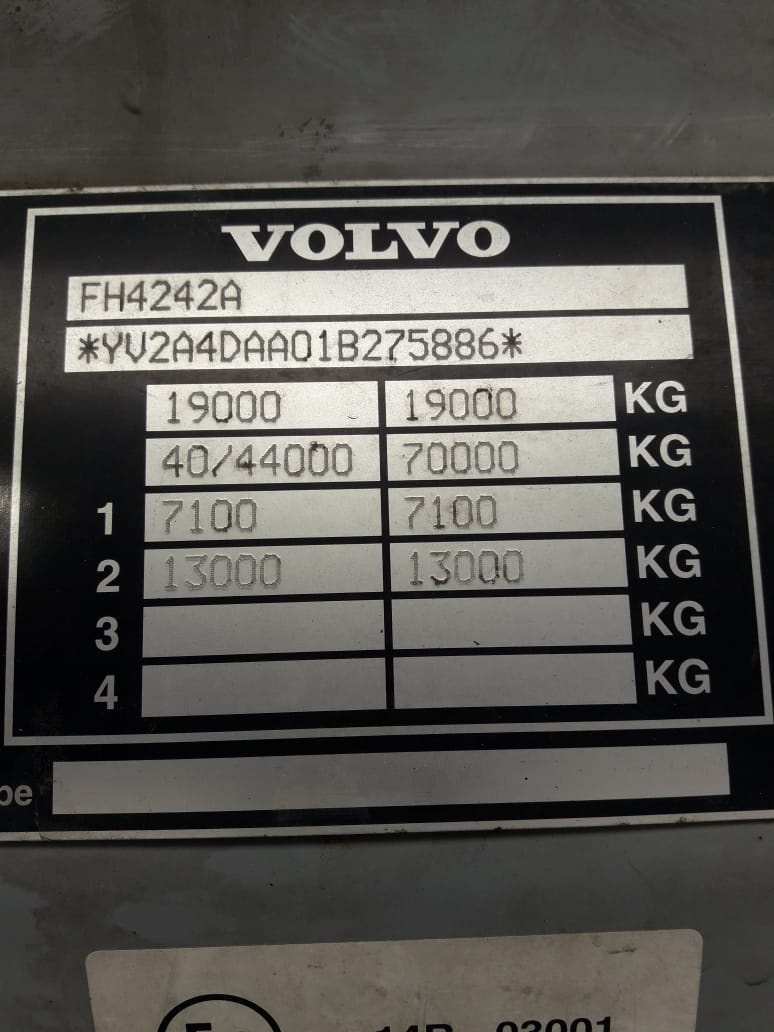 VOLVO
FH4242A
*YV2A4DAA01B275886*
19000 19000 KG
40/44000 70000 KG
1 7100 7100 KG
2 13000 13000 KG
3 KG
4 KG